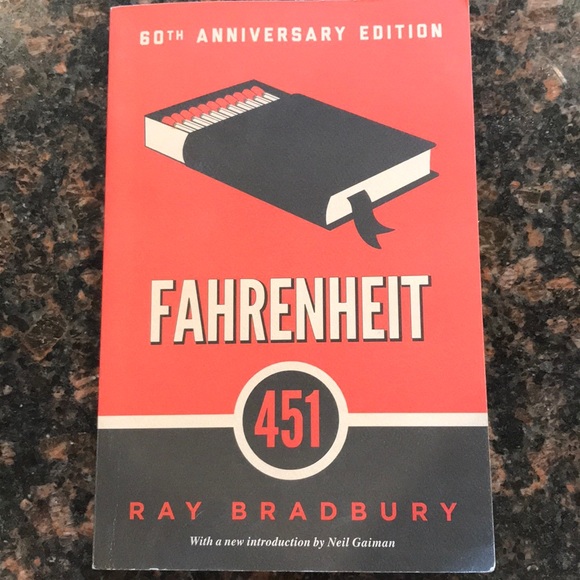 60TH ANNIVERSARY EDITION
FAHRENHEIT
451
RAY BRADBURY
With a new introduction by Neil Gaiman